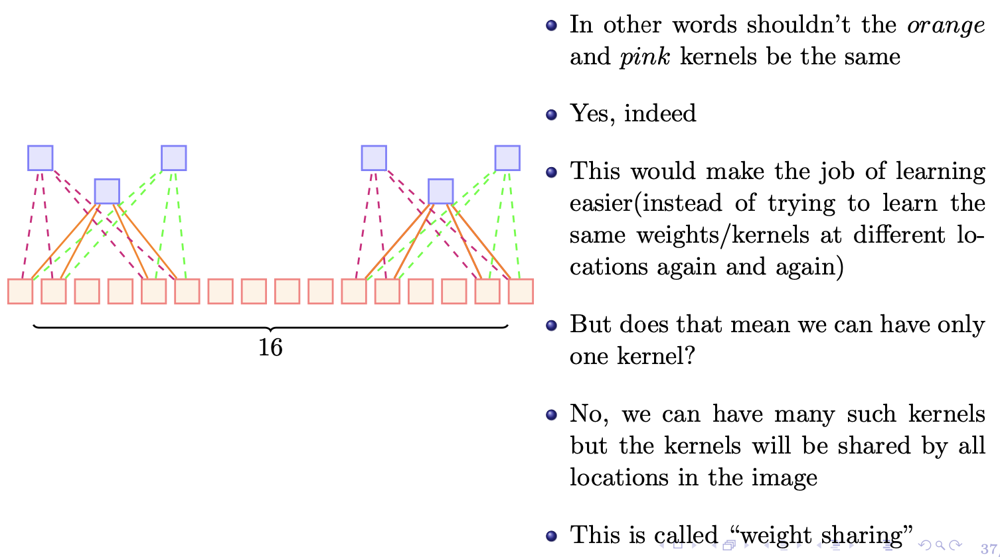 In other words shouldn't the orange
and pink kernels be the same
Yes, indeed
This would make the job of learning
easier(instead of trying to learn the
same weights/kernels at different lo-
cations again and again)
But does that mean we can have only
one kernel?
No, we can have many such kernels
but the kernels will be shared by all
locations in the image
This is called “weight sharing”
16
37